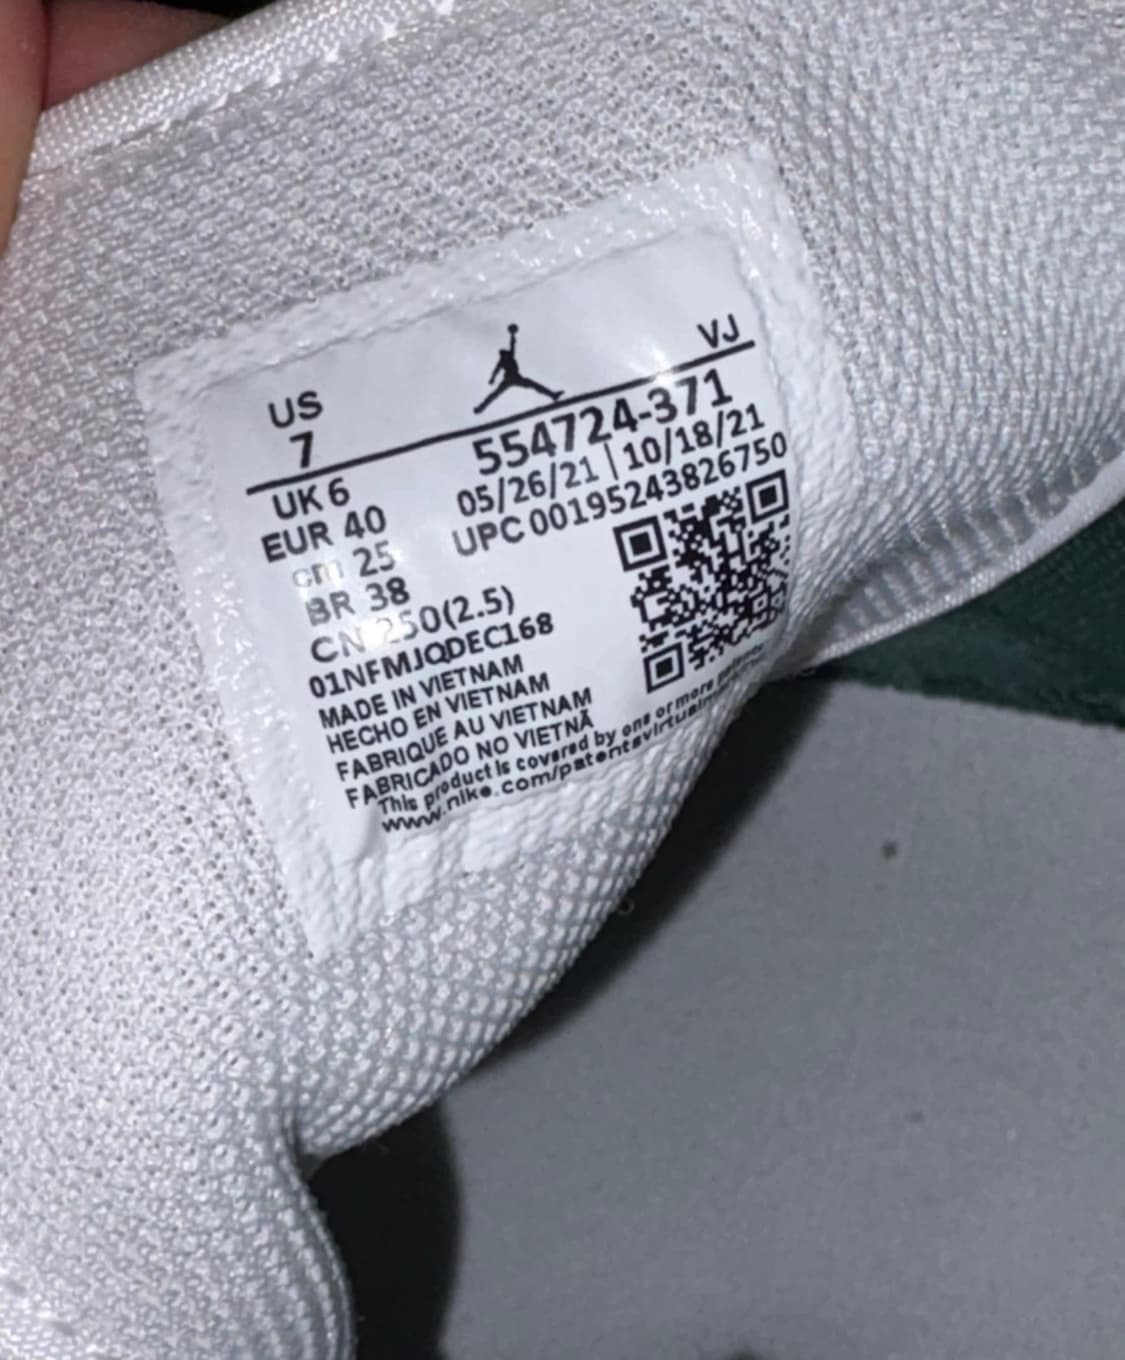 US
7
VJ
UK 6
EUR 40
cm 25
BR 38
CN 250(2.5)
554724-371
05/26/21 | 10/18/21
UPC 00195243826750
01NFMJQDEC168
MADE IN VIETNAM
HECHO EN VIETNAM
FABRIQUE AU VIETNAM
FABRICADO NO VIETNÃ
This product is covered by one or more
www.nike.com/patents